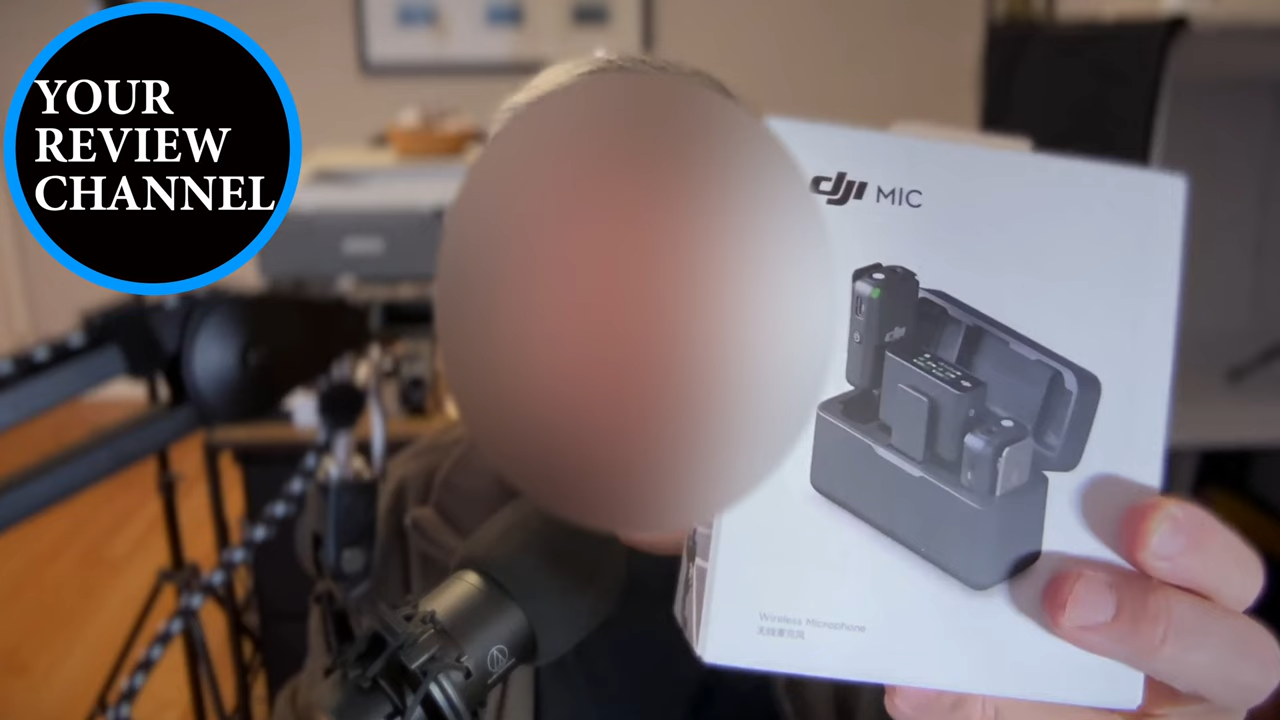 YOUR
REVIEW
CHANNEL
dji MIC
Wireless Microphone
无线麦克风